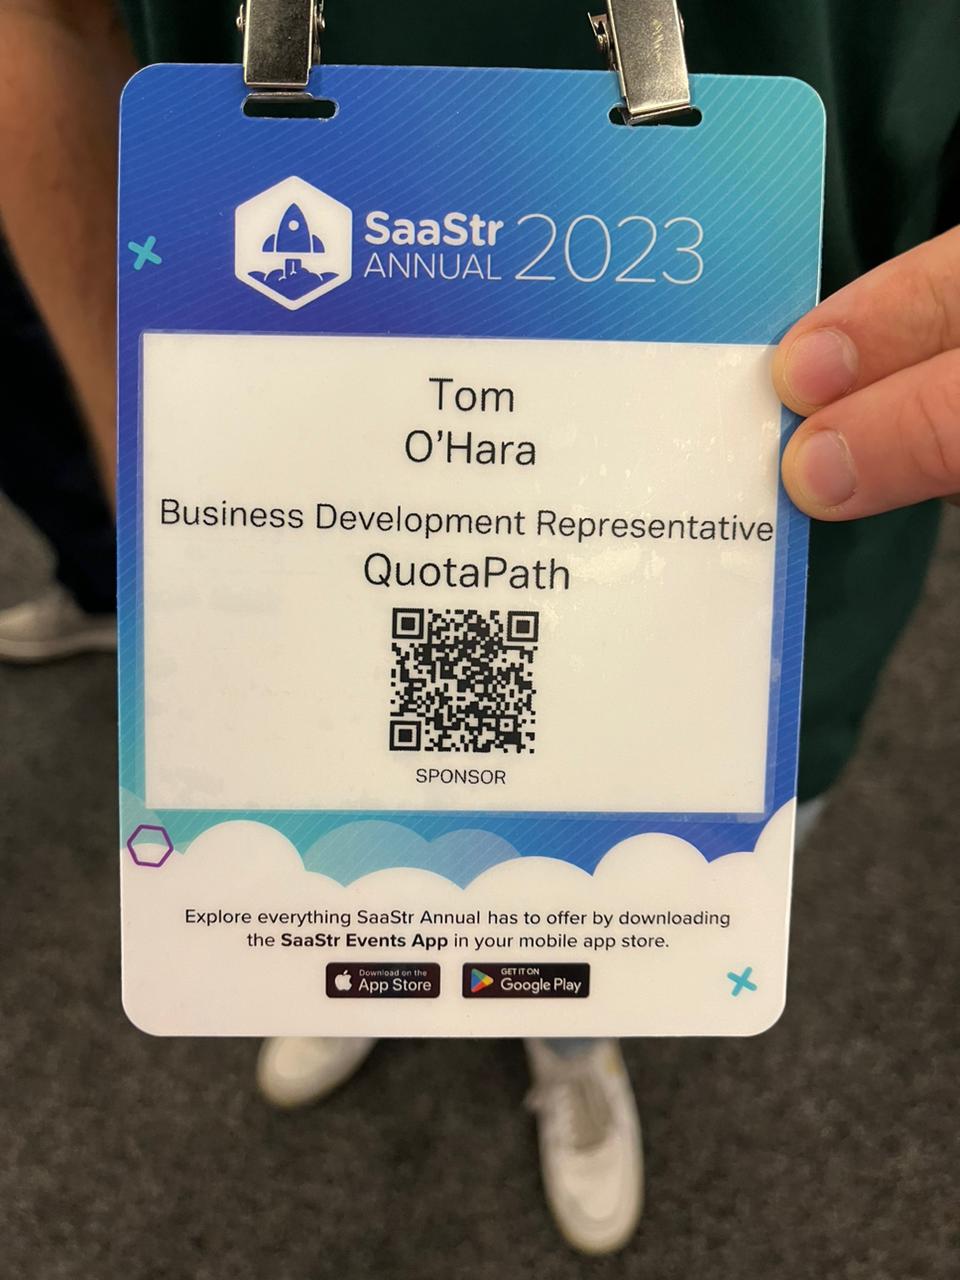 SaaStr
ANNUAL 2023
Tom
O'Hara
Business Development Representative
QuotaPath
SPONSOR
Explore everything SaaStr Annual has to offer by downloading
the SaaStr Events App in your mobile app store.
Download on the
App Store
GET IT ON
Google Play